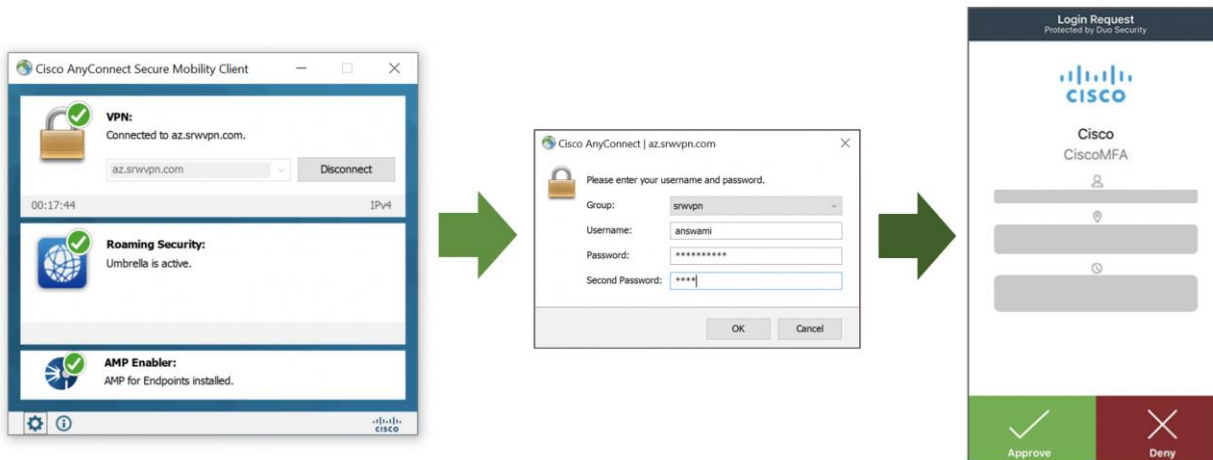 Cisco AnyConnect Secure Mobility Client
VPN:
Connected to az.srwvpn.com.
az.srwvpn.com
Disconnect
00:17:44
IPv4
Roaming Security:
Umbrella is active.
AMP Enabler:
AMP for Endpoints installed.
CISCO
Cisco AnyConnect | az.srwvpn.com
Please enter your username and password.
Group:
srwvpn
Username:
answami
Password:
**********
Second Password:
****
OK
Cancel
Login Request
Protected by Duo Security
CISCO
Cisco
CiscoMFA
Approve
Deny